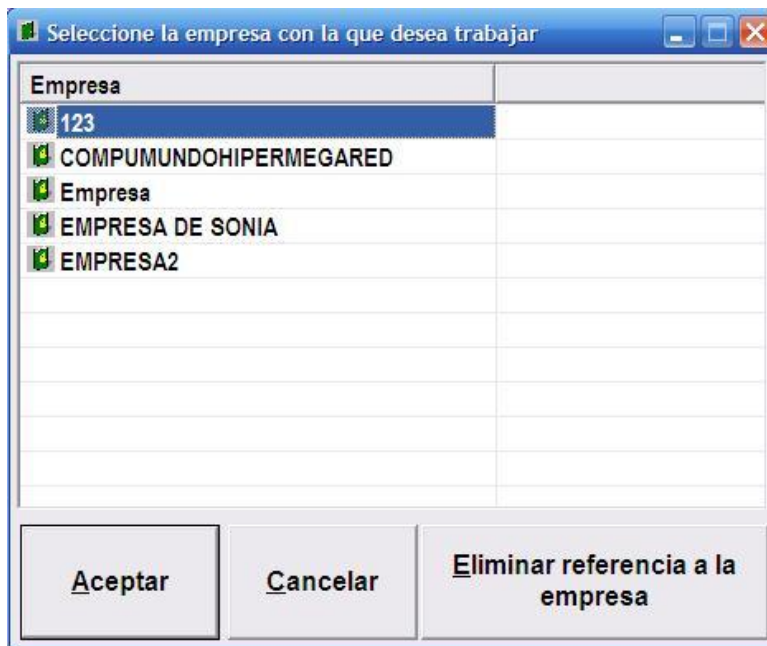 Seleccione la empresa con la que desea trabajar
Empresa
123
COMPUMUNDOHIPERMEGARED
Empresa
EMPRESA DE SONIA
EMPRESA2
Aceptar
Cancelar
Eliminar referencia a la
empresa